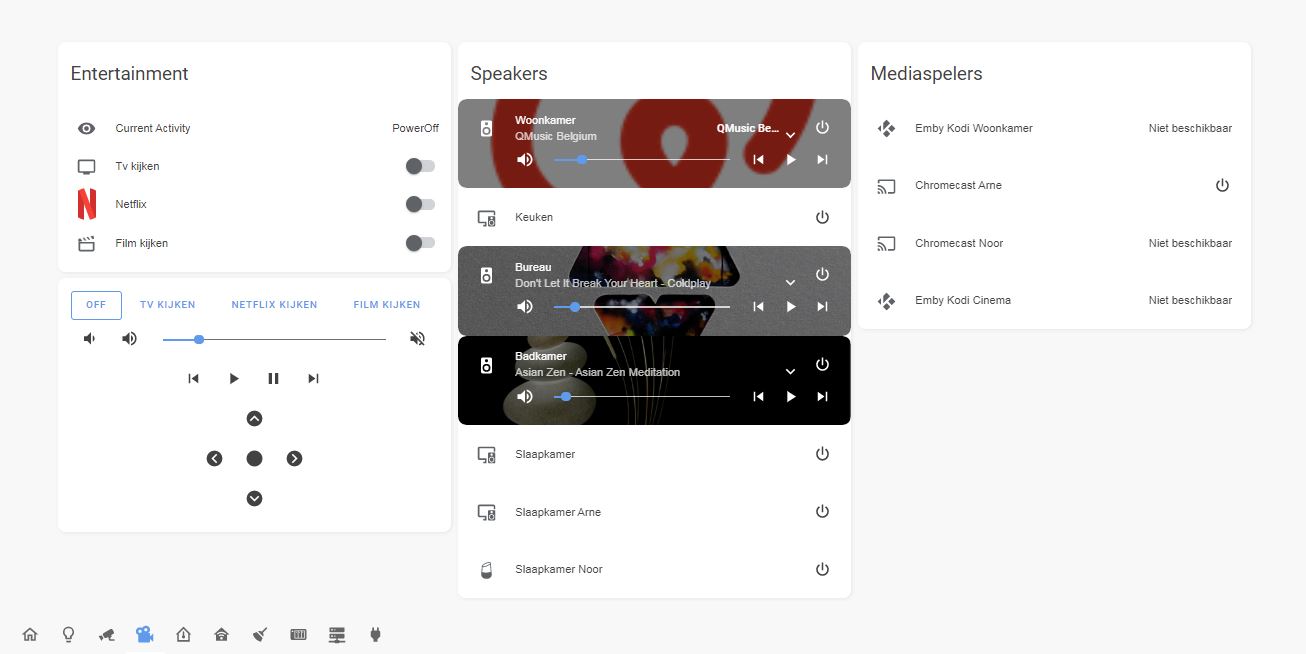 Entertainment
Current Activity PowerOff
Tv kijken
Netflix
Film kijken
OFF TV KIJKEN NETFLIX KIJKEN FILM KIJKEN
Speakers
Woonkamer
QMusic Belgium QMusic Be...
Keuken
Bureau
Don't Let It Break Your Heart - Coldplay
Badkamer
Asian Zen - Asian Zen Meditation
Slaapkamer
Slaapkamer Arne
Slaapkamer Noor
Mediaspelers
Emby Kodi Woonkamer Niet beschikbaar
Chromecast Arne
Chromecast Noor Niet beschikbaar
Emby Kodi Cinema Niet beschikbaar